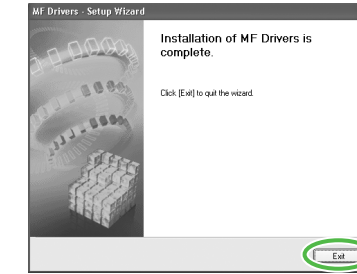 MF Drivers - Setup Wizard
Installation of MF Drivers is
complete.
Click [Exit] to quit the wizard.
Exit